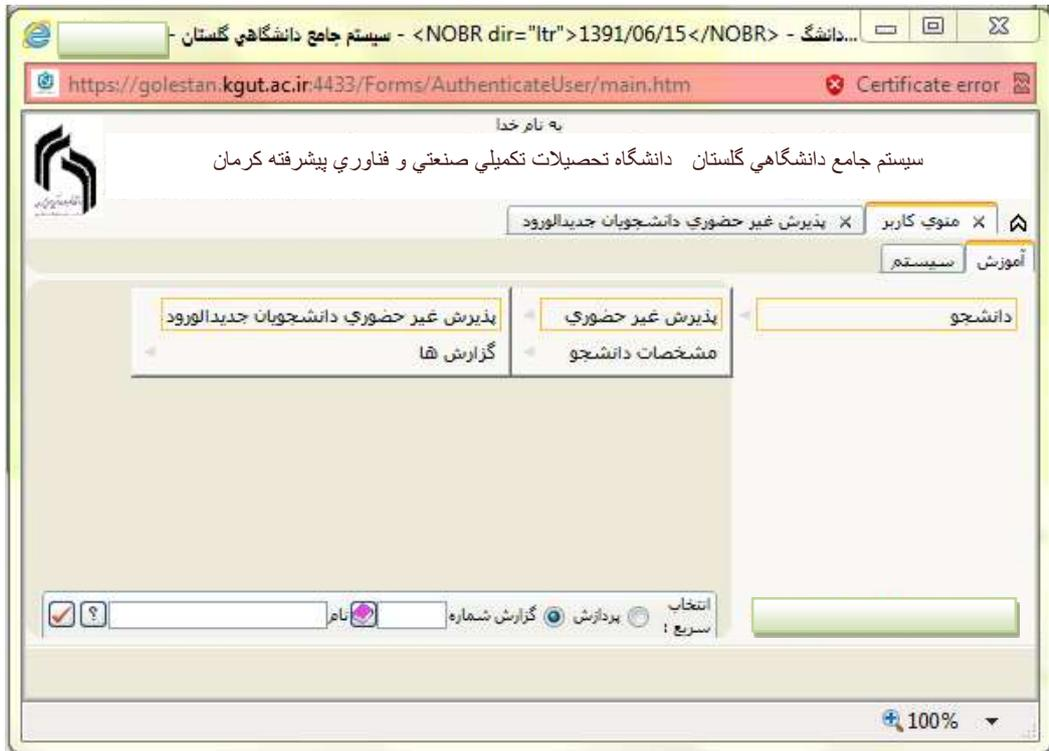 ...دانشگ - <NOBR dir="ltr">1391/06/15</NOBR> - سيستم جامع دانشگاهي گلستان -
https://golestan.kgut.ac.ir:4433/Forms/AuthenticateUser/main.htm Certificate error
به نام خدا
سيستم جامع دانشگاهي گلستان دانشگاه تحصيلات تكميلي صنعتي و فناوري پيشرفته كرمان
منوي كاربر X پذيرش غير حضوري دانشجويان جديدالورود X
آموزش سيستم
دانشجو پذيرش غير حضوري پذيرش غير حضوري دانشجويان جديدالورود
مشخصات دانشجو گزارش ها
انتخاب سريع : پردازش گزارش شماره نام ?
100%